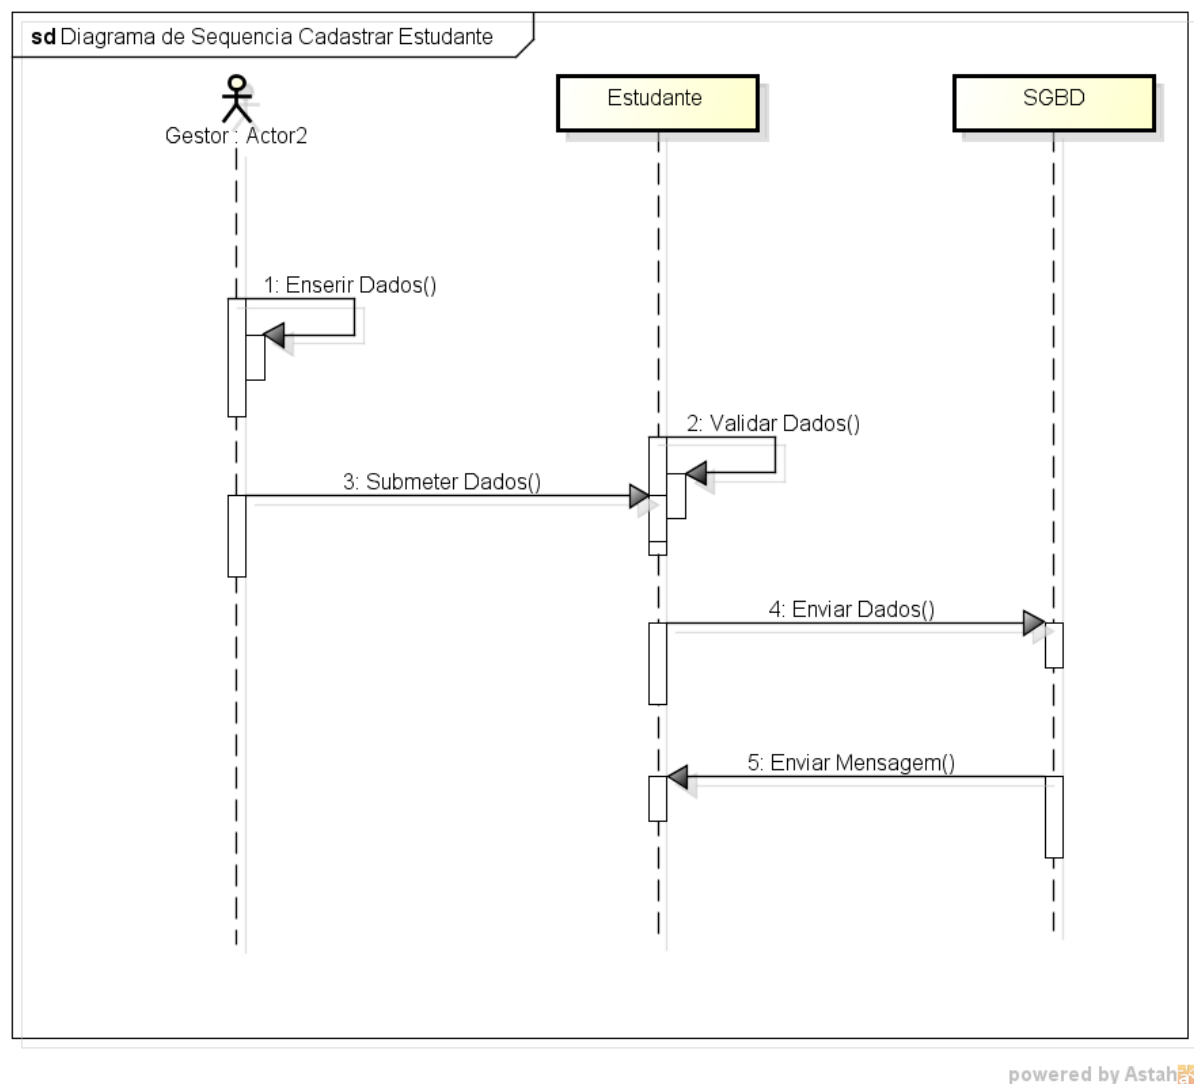 sd Diagrama de Sequencia Cadastrar Estudante
Gestor : Actor2
Estudante
SGBD
1: Enserir Dados()
2: Validar Dados()
3: Submeter Dados()
4: Enviar Dados()
5: Enviar Mensagem()
powered by Astah